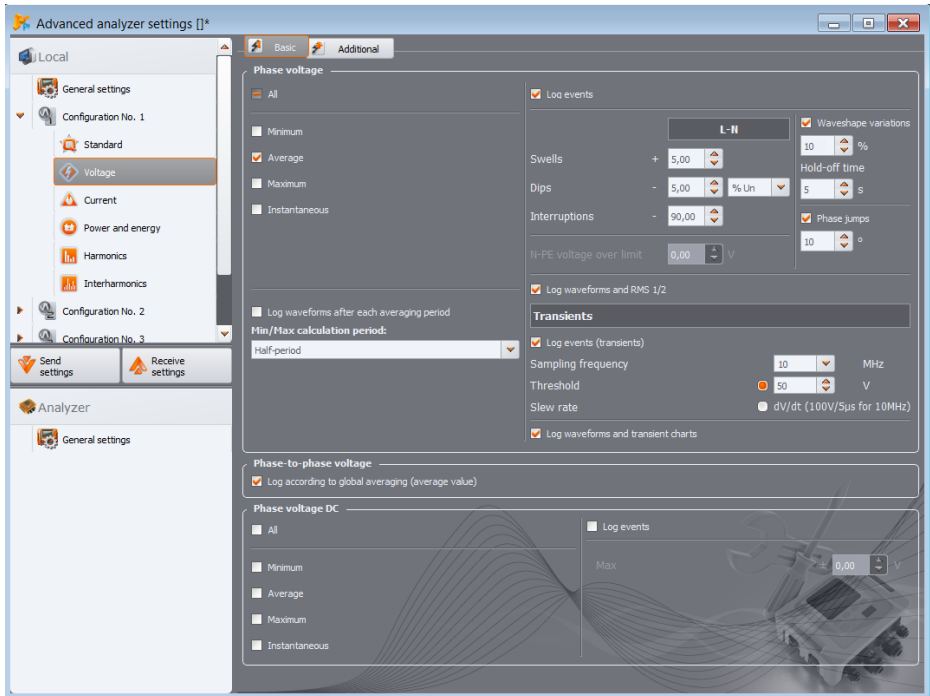 Advanced analyzer settings []*
Local
General settings
Configuration No. 1
Standard
Voltage
Current
Power and energy
Harmonics
Interharmonics
Configuration No. 2
Configuration No. 3
Send settings
Receive settings
Analyzer
General settings
Basic
Additional
Phase voltage
All
Minimum
Average
Maximum
Instantaneous
Log waveforms after each averaging period
Min/Max calculation period:
Half-period
Log events
L-N
Swells + 5,00
Dips - 5,00 % Un
Interruptions - 90,00
N-PE voltage over limit 0,00 V
Waveshape variations
10 %
Hold-off time
5 s
Phase jumps
10 °
Log waveforms and RMS 1/2
Transients
Log events (transients)
Sampling frequency 10 MHz
Threshold 50 V
Slew rate dV/dt (100V/5µs for 10MHz)
Log waveforms and transient charts
Phase-to-phase voltage
Log according to global averaging (average value)
Phase voltage DC
All
Minimum
Average
Maximum
Instantaneous
Log events
Max ± 0,00 V